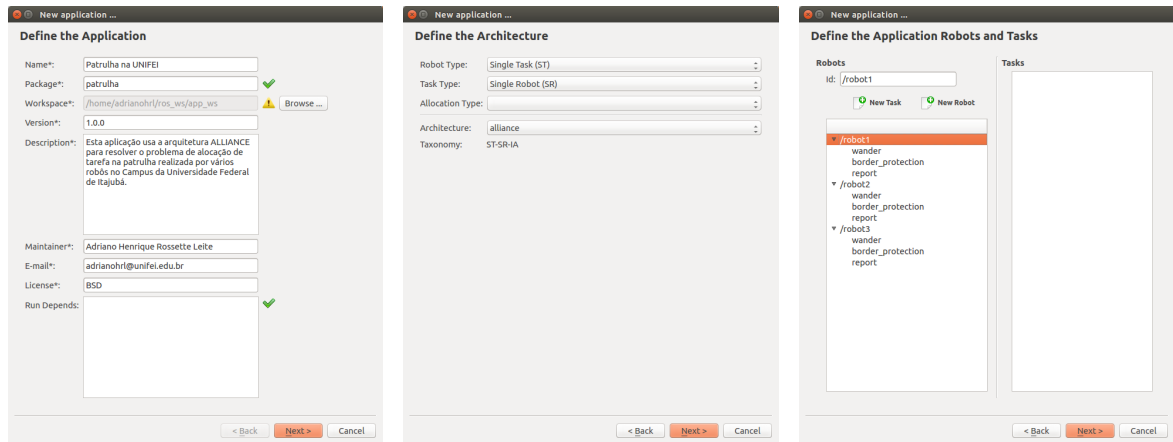 New application ...
Define the Application
Name*: Patrulha na UNIFEI
Package*: patrulha
Workspace*: /home/adrianohrl/ros_ws/app_ws Browse ...
Version*: 1.0.0
Description*: Esta aplicação usa a arquitetura ALLIANCE
para resolver o problema de alocação de
tarefa na patrulha realizada por vários
robôs no Campus da Universidade Federal
de Itajubá.
Maintainer*: Adriano Henrique Rossette Leite
E-mail*: adrianohrl@unifei.edu.br
License*: BSD
Run Depends:
< Back Next > Cancel
New application ...
Define the Architecture
Robot Type: Single Task (ST)
Task Type: Single Robot (SR)
Allocation Type:
Architecture: alliance
Taxonomy: ST-SR-IA
< Back Next > Cancel
New application ...
Define the Application Robots and Tasks
Robots
Id: /robot1
New Task New Robot
/robot1
wander
border_protection
report
/robot2
wander
border_protection
report
/robot3
wander
border_protection
report
Tasks
< Back Next > Cancel